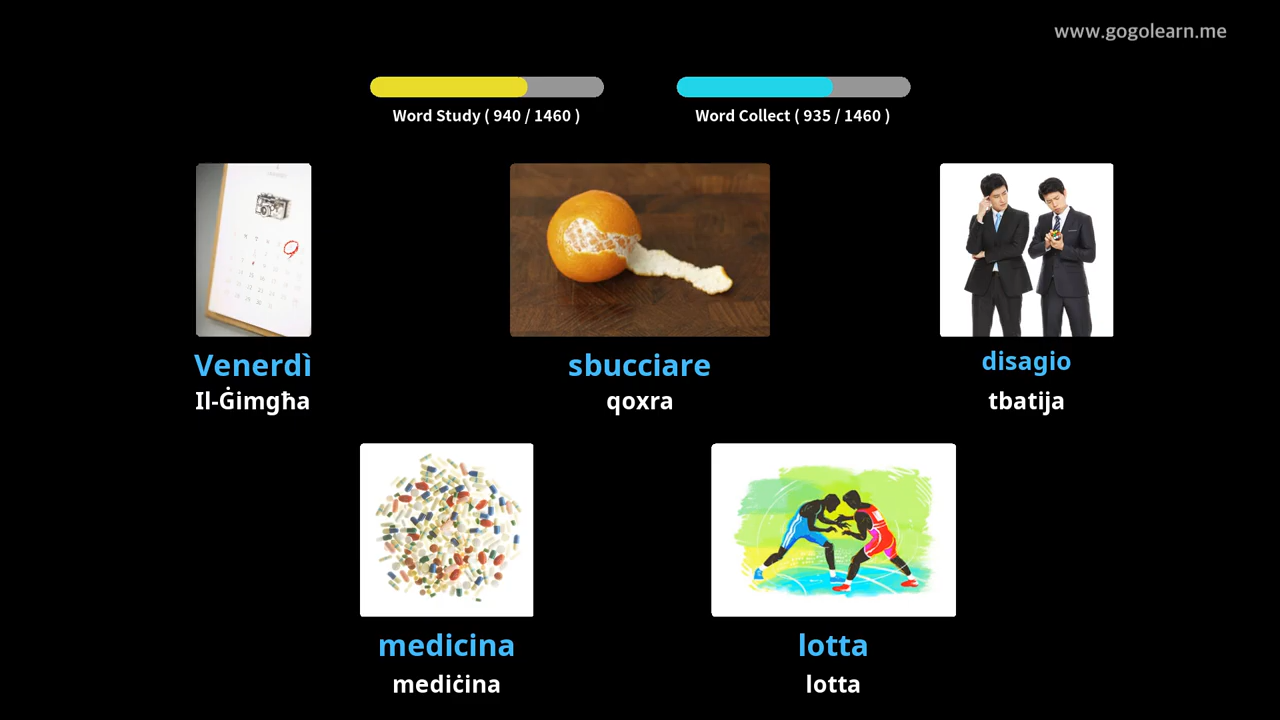 www.gogolearn.me
Word Study ( 940 / 1460 )
Word Collect ( 935 / 1460 )
Venerdì
Il-Ġimgħa
sbucciare
qoxra
disagio
tbatija
medicina
mediċina
lotta
lotta